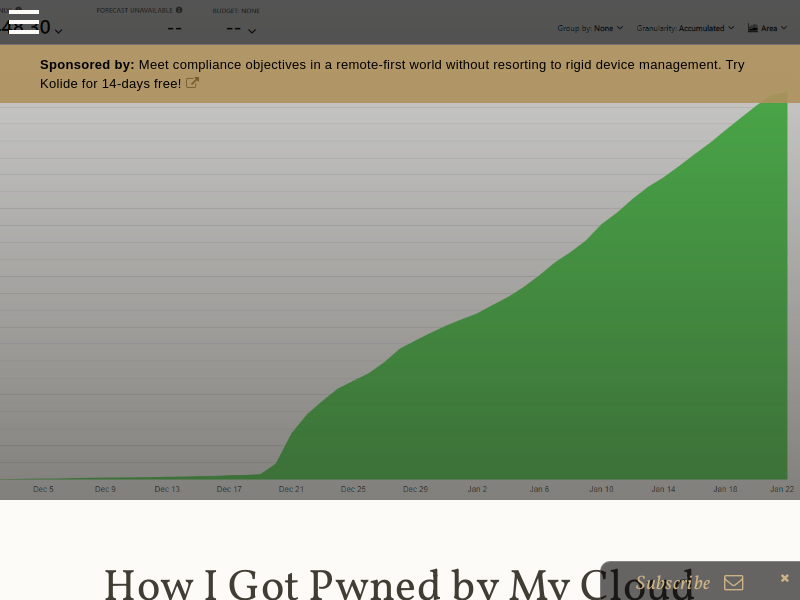 FORECAST UNAVAILABLE
BUDGET: NONE
48.30
--
--
Group by: None
Granularity: Accumulated
Area
Sponsored by: Meet compliance objectives in a remote-first world without resorting to rigid device management. Try
Kolide for 14-days free!
Dec 5 Dec 9 Dec 13 Dec 17 Dec 21 Dec 25 Dec 29 Jan 2 Jan 6 Jan 10 Jan 14 Jan 18 Jan 22
How I Got Pwned by My Cloud
Subscribe